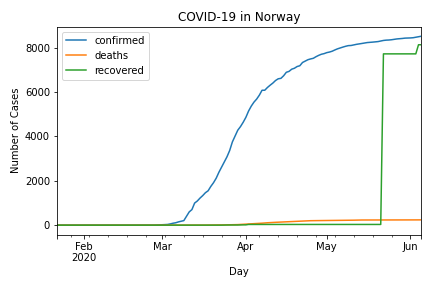 COVID-19 in Norway
confirmed
deaths
recovered
Number of Cases
8000
6000
4000
2000
0
Feb
2020
Mar
Apr
May
Jun
Day